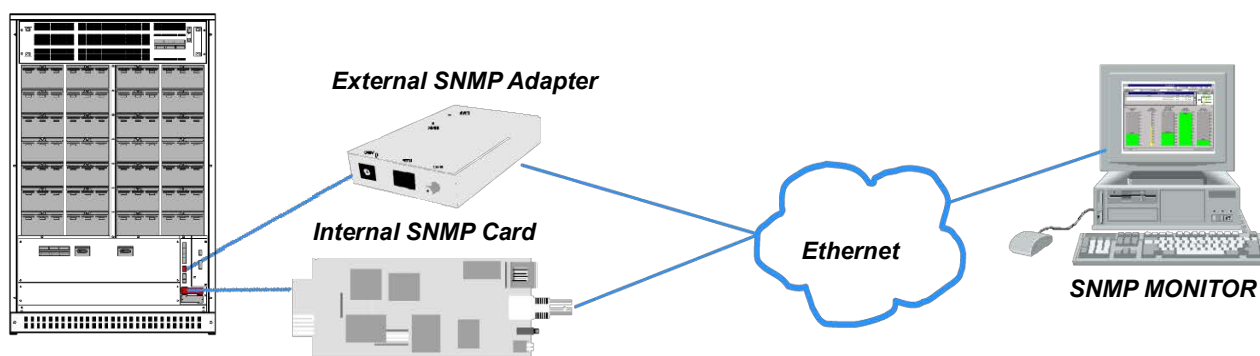 External SNMP Adapter
Internal SNMP Card
Ethernet
SNMP MONITOR